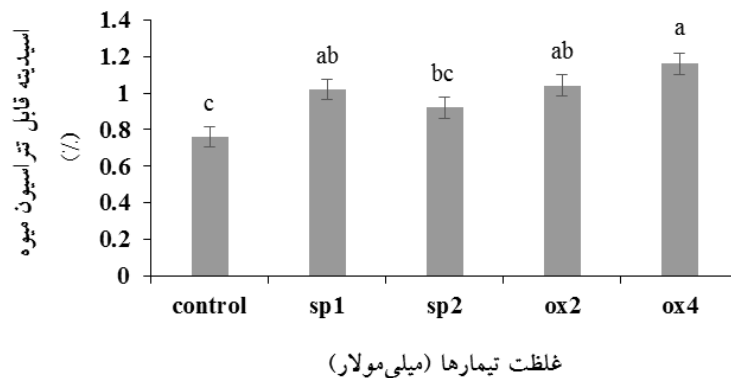 اسیدیته قابل تتراسیون میوه
(٪)
1.4
1.2
1
0.8
0.6
0.4
0.2
0
c
ab
bc
ab
a
control sp1 sp2 ox2 ox4
غلظت تیمارها (میلی‌مولار)